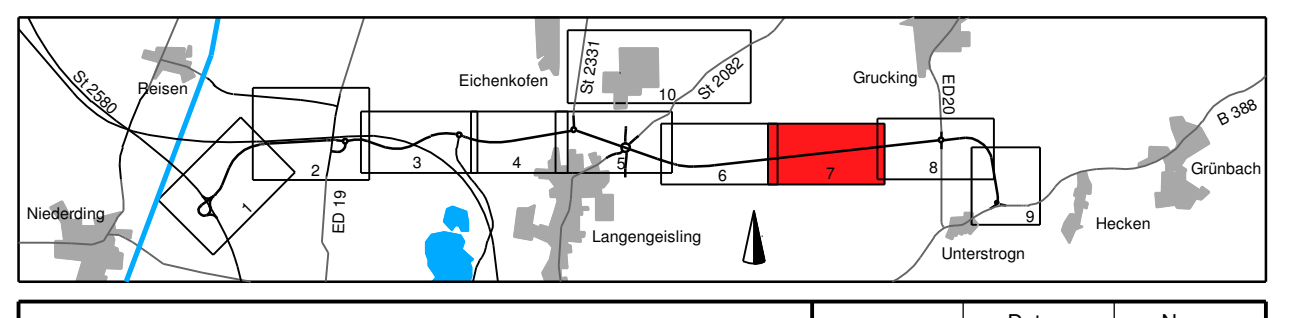 St 2580
Reisen
Niederding
1
2
ED 19
3
4
Eichenkofen
St 2331
10
St 2082
5
Langengeisling
6
7
Grucking
ED20
8
9
Unterstrogn
Hecken
B 388
Grünbach